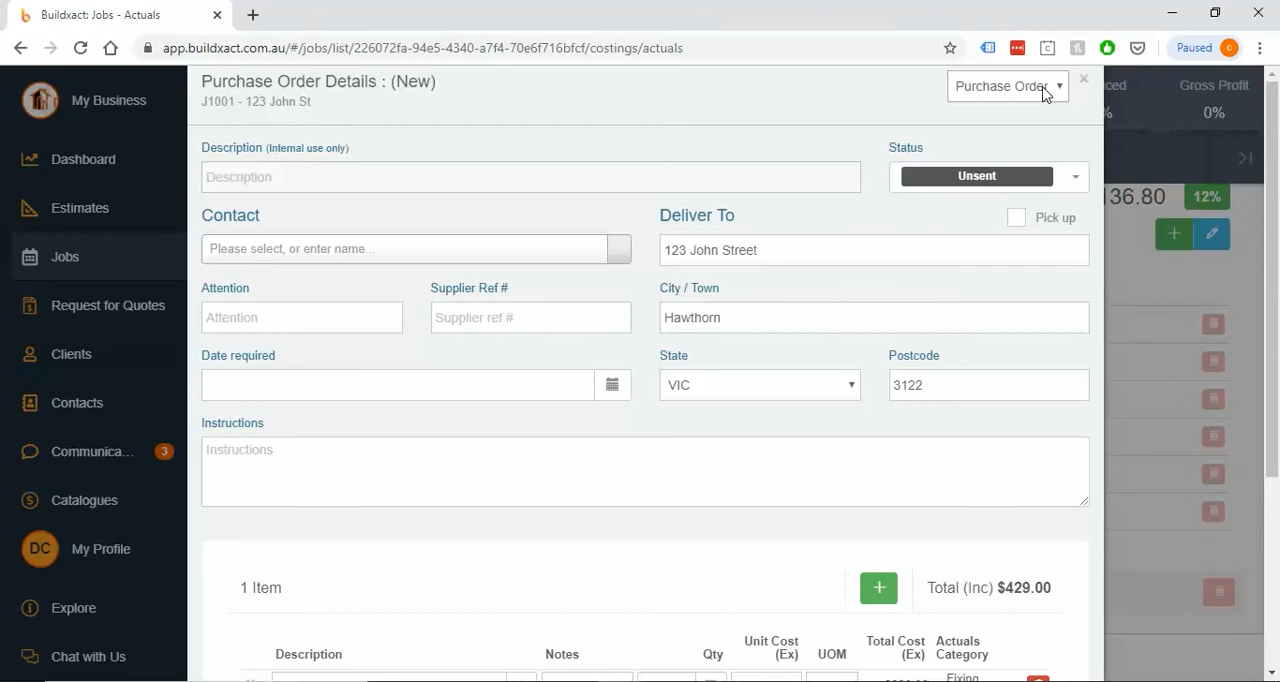 Buildxact: Jobs - Actuals
app.buildxact.com.au/#/jobs/list/226072fa-94e5-4340-a7f4-70e6f716bfcf/costings/actuals
Paused
c
My Business
Dashboard
Estimates
Jobs
Request for Quotes
Clients
Contacts
Communica...
3
Catalogues
DC
My Profile
Explore
Chat with Us
Purchase Order Details : (New)
J1001 - 123 John St
Purchase Order
Description (Internal use only)
Description
Status
Unsent
Contact
Please select, or enter name...
Deliver To
Pick up
123 John Street
Attention
Attention
Supplier Ref #
Supplier ref #
City / Town
Hawthorn
Date required
State
VIC
Postcode
3122
Instructions
Instructions
1 Item
+
Total (Inc) $429.00
Description
Notes
Qty
Unit Cost
(Ex)
UOM
Total Cost
(Ex)
Actuals
Category
Fixing
Gross Profit
%
0%
136.80
12%
+